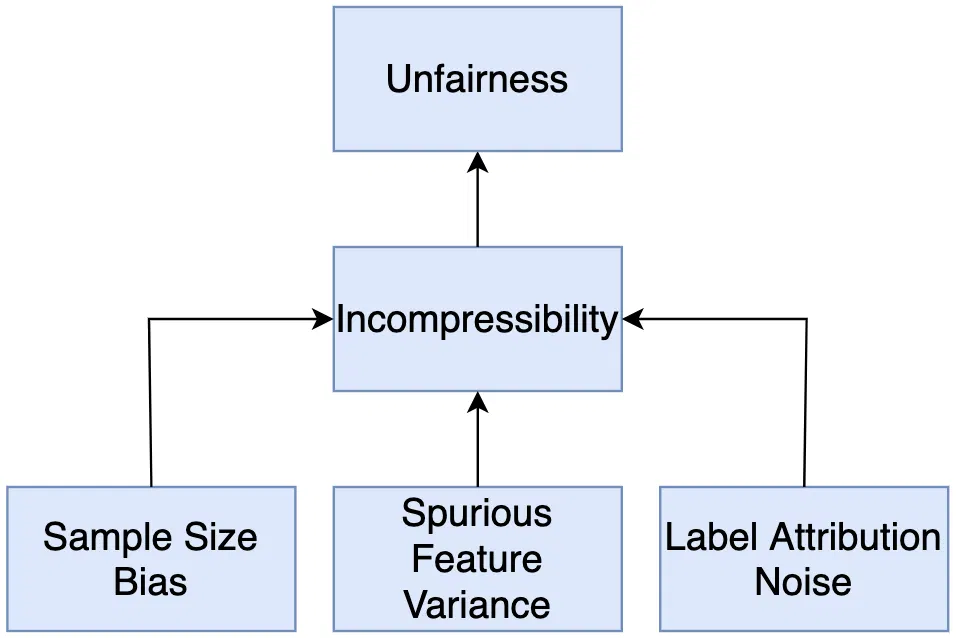 Unfairness
Incompressibility
Sample Size
Bias
Spurious
Feature
Variance
Label Attribution
Noise